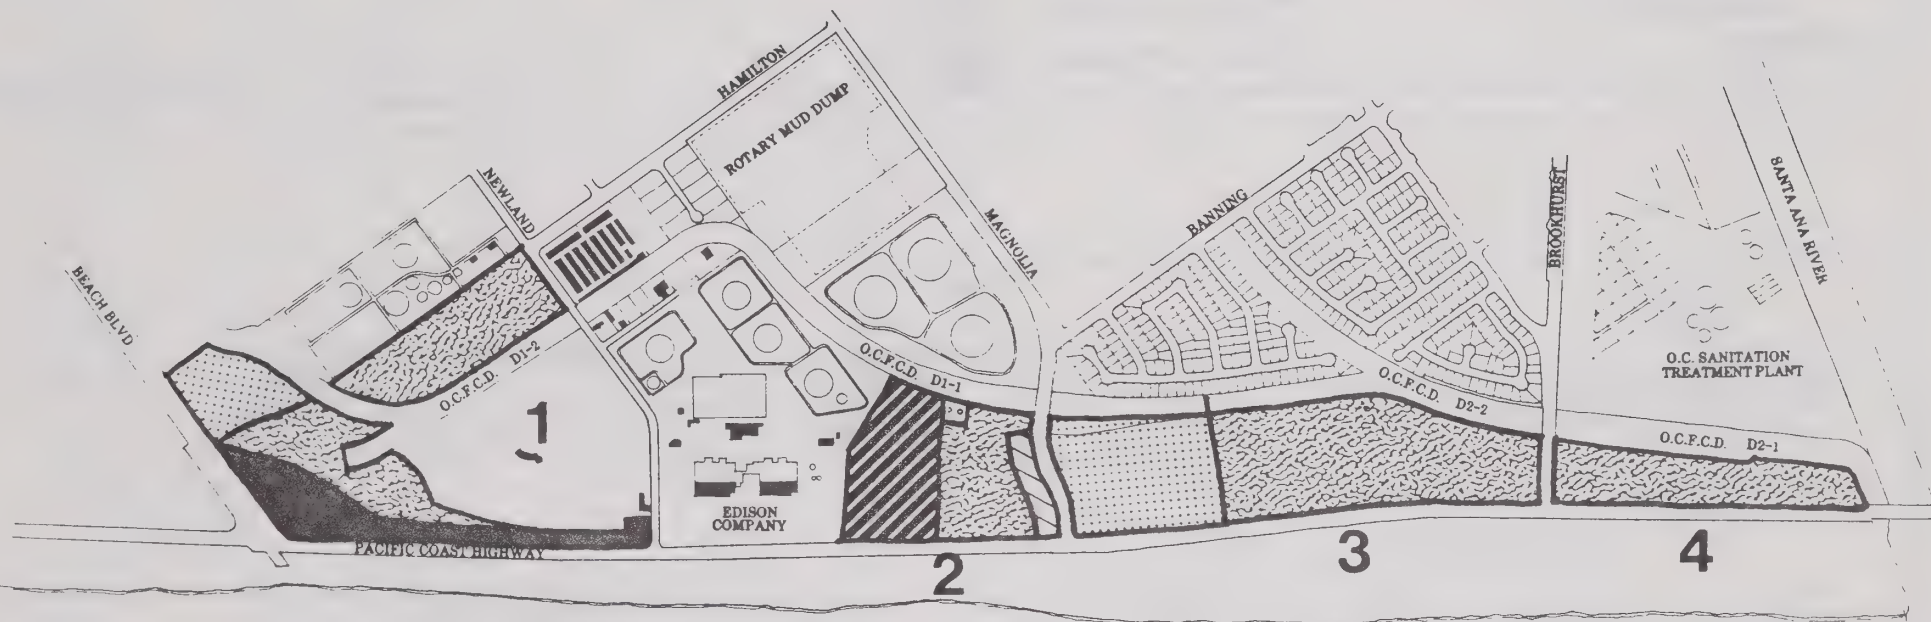 HAMILTON
ROTARY MUD DUMP
NEWLAND
MAGNOLIA
BANNING
BROOKHURST
SANTA ANA RIVER
BEACH BLVD
O.C.F.C.D. D1-2
O.C.F.C.D. D1-1
O.C.F.C.D. D2-2
O.C. SANITATION
TREATMENT PLANT
O.C.F.C.D. D2-1
1
EDISON
COMPANY
PACIFIC COAST HIGHWAY
2
3
4